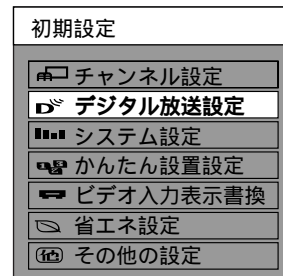 初期設定
チャンネル設定
デジタル放送設定
システム設定
かんたん設置設定
ビデオ入力表示書換
省エネ設定
他 その他の設定